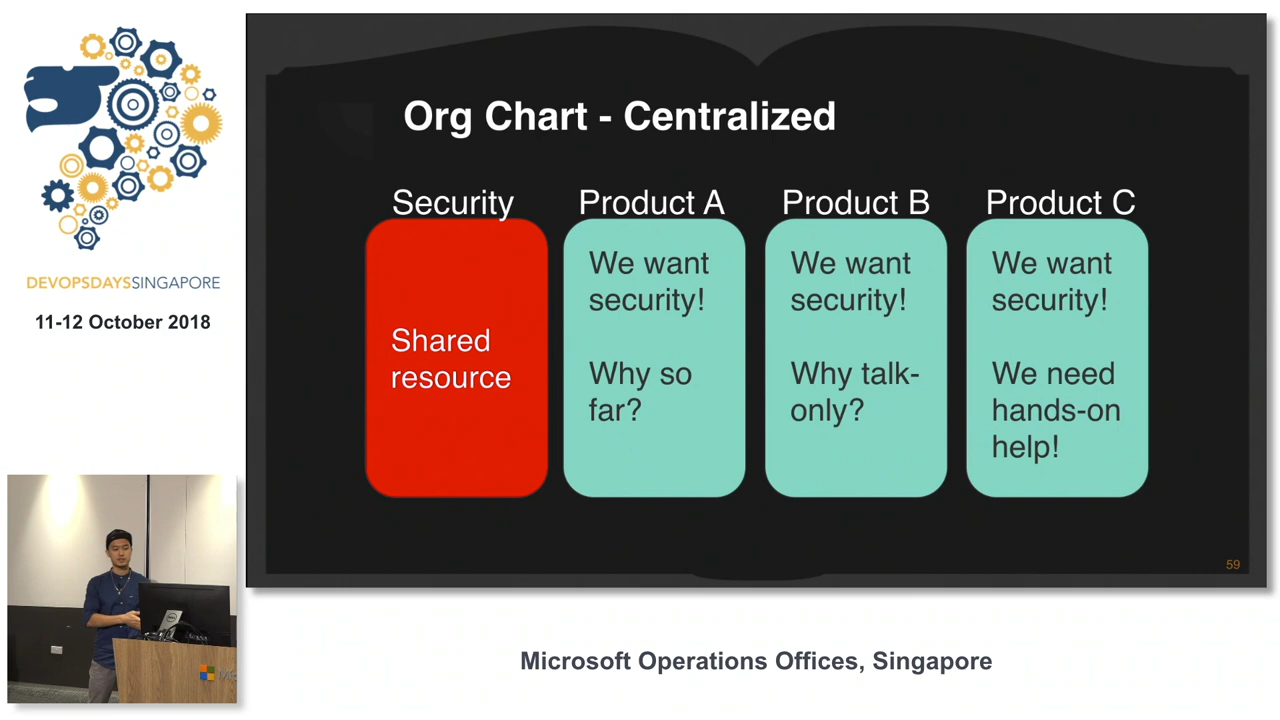 DEVOPSDAYSSINGAPORE
11-12 October 2018
Org Chart - Centralized
Security
Shared
resource
Product A
We want
security!
Why so
far?
Product B
We want
security!
Why talk-
only?
Product C
We want
security!
We need
hands-on
help!
59
Microsoft Operations Offices, Singapore